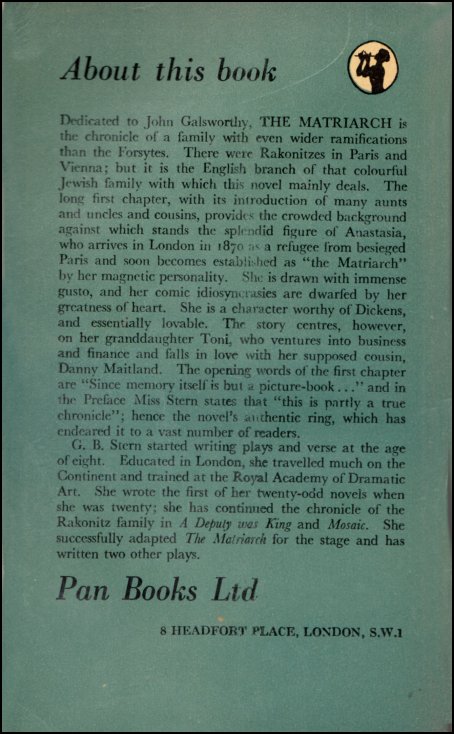 About this book
Dedicated to John Galsworthy, THE MATRIARCH is
the chronicle of a family with even wider ramifications
than the Forsytes. There were Rakonitzes in Paris and
Vienna; but it is the English branch of that colourful
Jewish family with which this novel mainly deals. The
long first chapter, with its introduction of many aunts
and uncles and cousins, provides the crowded background
against which stands the splendid figure of Anastasia,
who arrives in London in 1870 as a refugee from besieged
Paris and soon becomes established as "the Matriarch"
by her magnetic personality. She is drawn with immense
gusto, and her comic idiosyncrasies are dwarfed by her
greatness of heart. She is a character worthy of Dickens,
and essentially lovable. The story centres, however,
on her granddaughter Toni, who ventures into business
and finance and falls in love with her supposed cousin,
Danny Maitland. The opening words of the first chapter
are "Since memory itself is but a picture-book . . ." and in
the Preface Miss Stern states that "this is partly a true
chronicle"; hence the novel's authentic ring, which has
endeared it to a vast number of readers.
G. B. Stern started writing plays and verse at the age
of eight. Educated in London, she travelled much on the
Continent and trained at the Royal Academy of Dramatic
Art. She wrote the first of her twenty-odd novels when
she was twenty; she has continued the chronicle of the
Rakonitz family in A Deputy was King and Mosaic. She
successfully adapted The Matriarch for the stage and has
written two other plays.
Pan Books Ltd
8 HEADFORT PLACE, LONDON, S.W.1